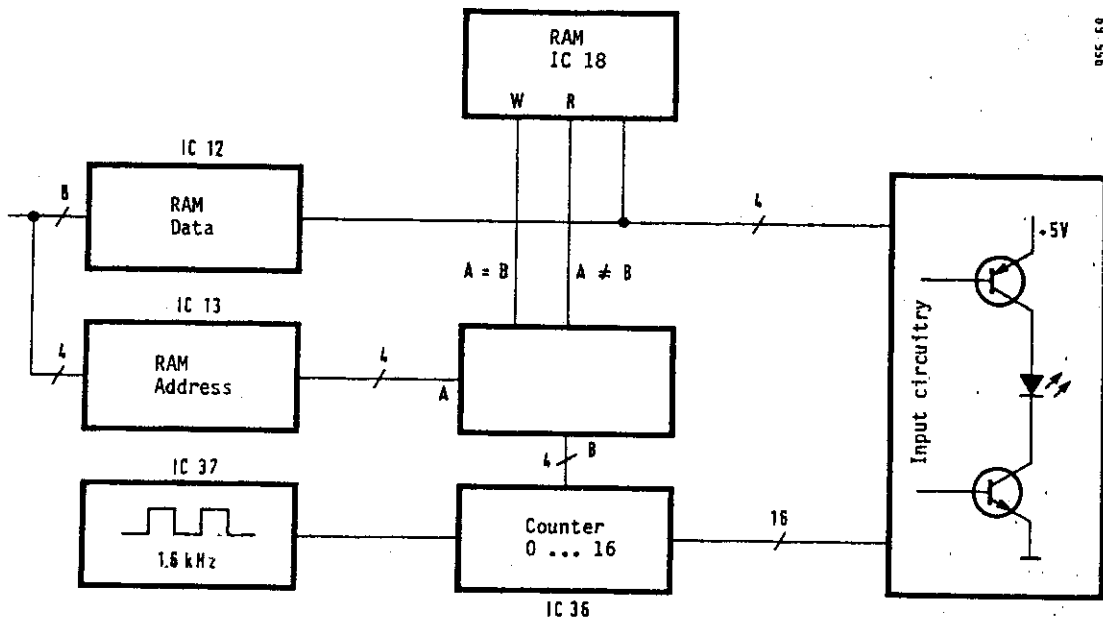 RAM
IC 18
W R
IC 12
8
RAM
Data
4
+5V
A = B
A ≠ B
IC 13
4
RAM
Address
4
A
Input circuitry
4
B
IC 37
1.6 kHz
Counter
0 ... 16
16
IC 36